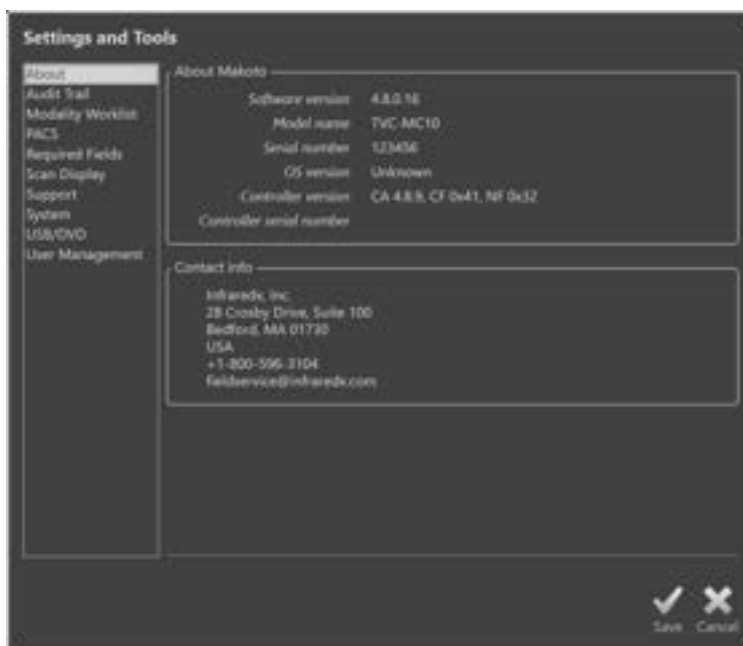 Settings and Tools
About
Audit Trail
Modality Worklist
PACS
Required Fields
Scan Display
Support
System
USB/DVD
User Management
About Makoto
Software version 4.8.0.16
Model name TVC-MC10
Serial number 123456
OS version Unknown
Controller version CA 4.8.9, CF 0x41, NF 0x32
Controller serial number
Contact info
Infraredx, Inc.
28 Crosby Drive, Suite 100
Bedford, MA 01730
USA
+1-800-596-3104
fieldservice@infraredx.com
Save Cancel